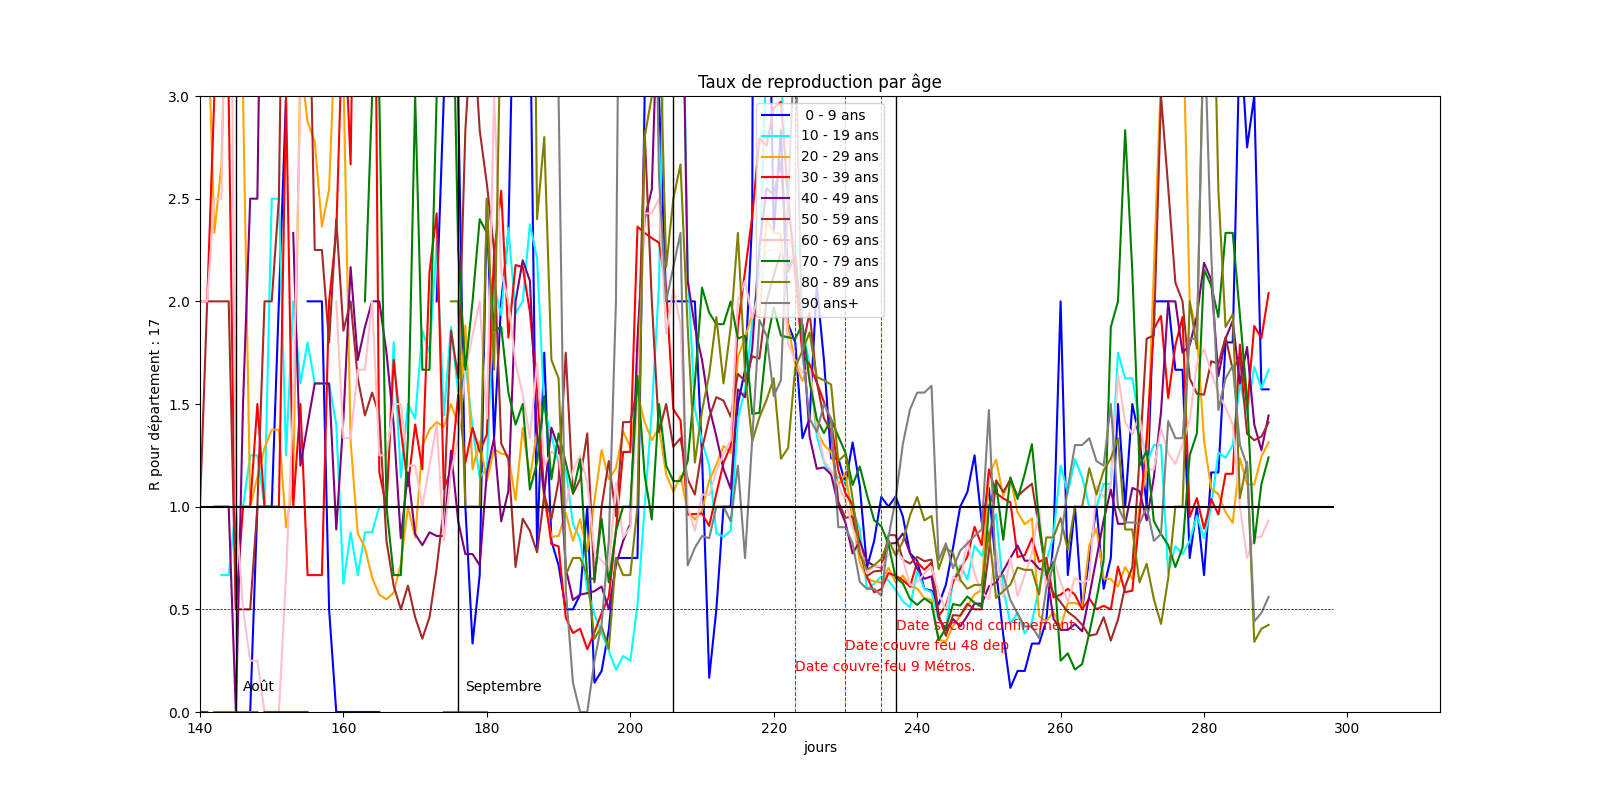 Taux de reproduction par âge
R pour département : 17
3.0
2.5
2.0
1.5
1.0
0.5
0.0
0 - 9 ans
10 - 19 ans
20 - 29 ans
30 - 39 ans
40 - 49 ans
50 - 59 ans
60 - 69 ans
70 - 79 ans
80 - 89 ans
90 ans+
Date second confinement
Date couvre feu 48 dep
Date couvre feu 9 Métros.
Août
Septembre
140 160 180 200 220 240 260 280 300
jours